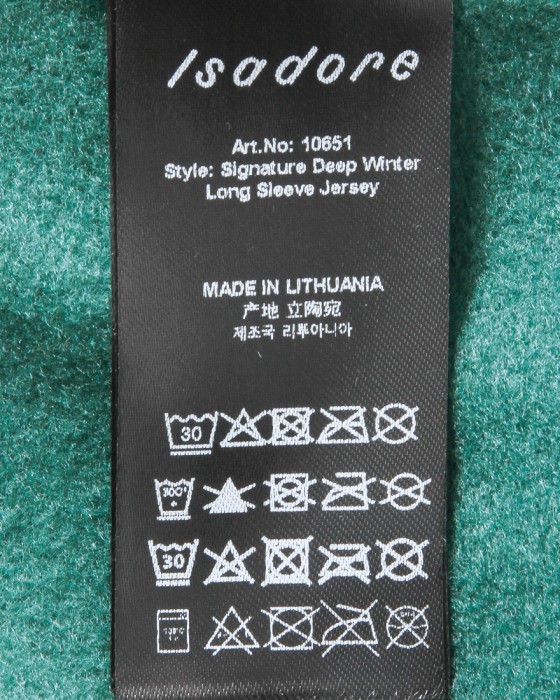 Isadore
Art.No: 10651
Style: Signature Deep Winter
Long Sleeve Jersey
MADE IN LITHUANIA
产地 立陶宛
제조국 리투아니아
30
30